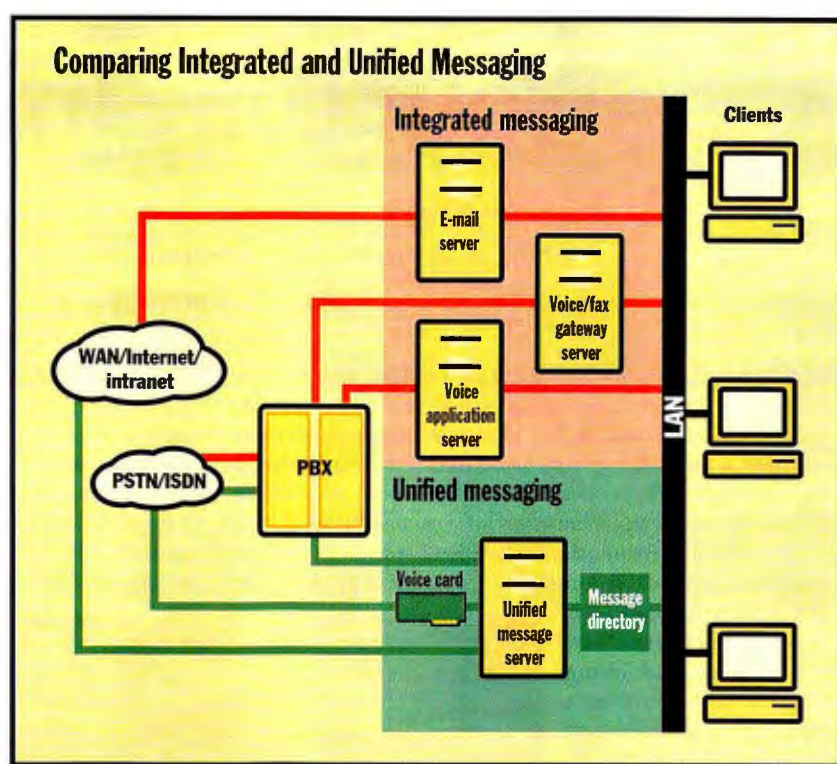 Comparing Integrated and Unified Messaging
Integrated messaging
Clients
E-mail
server
Voice/fax
gateway
server
WAN/Internet/
intranet
Voice
application
server
LAN
PBX
PSTN/ISDN
Unified messaging
Voice card
Unified
message
server
Message
directory